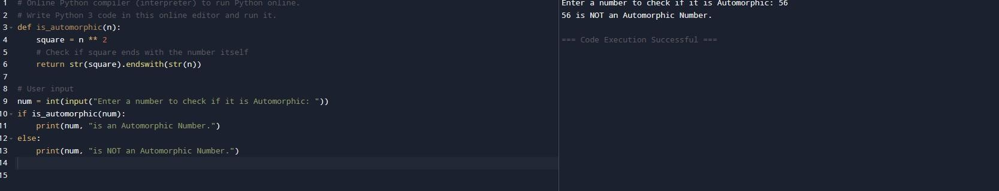 1 # Online Python compiler (interpreter) to run Python online.
2 # Write Python 3 code in this online editor and run it.
3 def is_automorphic(n):
4     square = n ** 2
5     # Check if square ends with the number itself
6     return str(square).endswith(str(n))
7
8 # User input
9 num = int(input("Enter a number to check if it is Automorphic: "))
10 if is_automorphic(num):
11     print(num, "is an Automorphic Number.")
12 else:
13     print(num, "is NOT an Automorphic Number.")
14
15
Enter a number to check if it is Automorphic: 56
56 is NOT an Automorphic Number.
=== Code Execution Successful ===